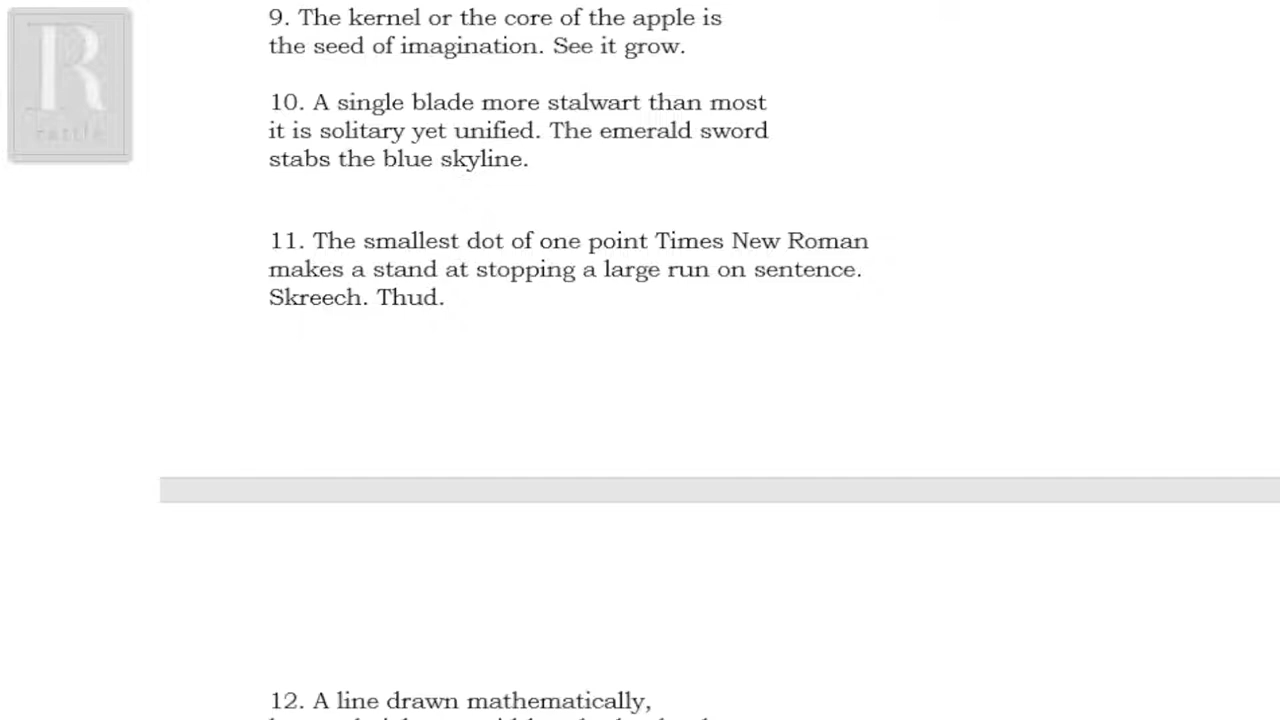 R
rattle
9. The kernel or the core of the apple is
the seed of imagination. See it grow.
10. A single blade more stalwart than most
it is solitary yet unified. The emerald sword
stabs the blue skyline.
11. The smallest dot of one point Times New Roman
makes a stand at stopping a large run on sentence.
Skreech. Thud.
12. A line drawn mathematically,